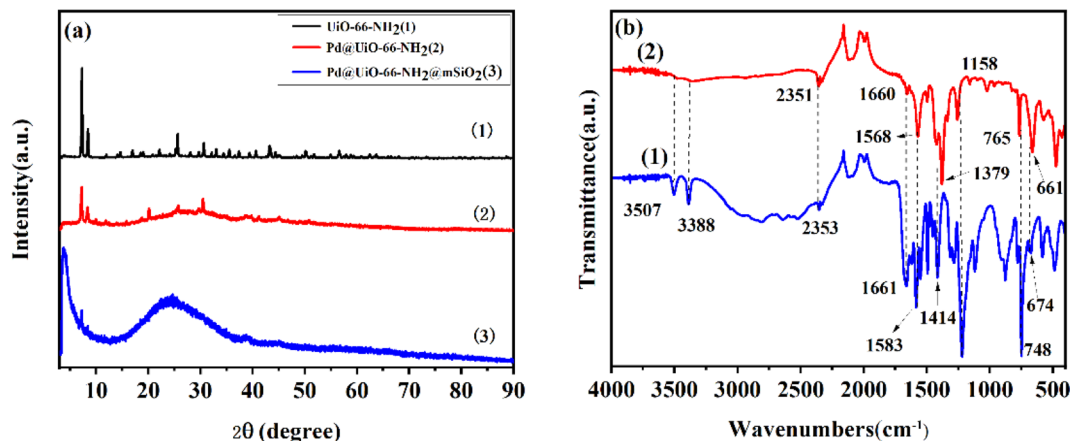 (a)
UiO-66-NH₂(1)
Pd@UiO-66-NH₂(2)
Pd@UiO-66-NH₂@mSiO₂(3)
(1)
(2)
(3)
Intensity(a.u.)
10 20 30 40 50 60 70 80 90
2θ (degree)
(b)
(2)
1158
2351
1660
1568
765
1379
661
(1)
3507
3388
2353
1661
1414
674
1583
748
Transmittance(a.u.)
4000 3500 3000 2500 2000 1500 1000 500
Wavenumbers(cm⁻¹)